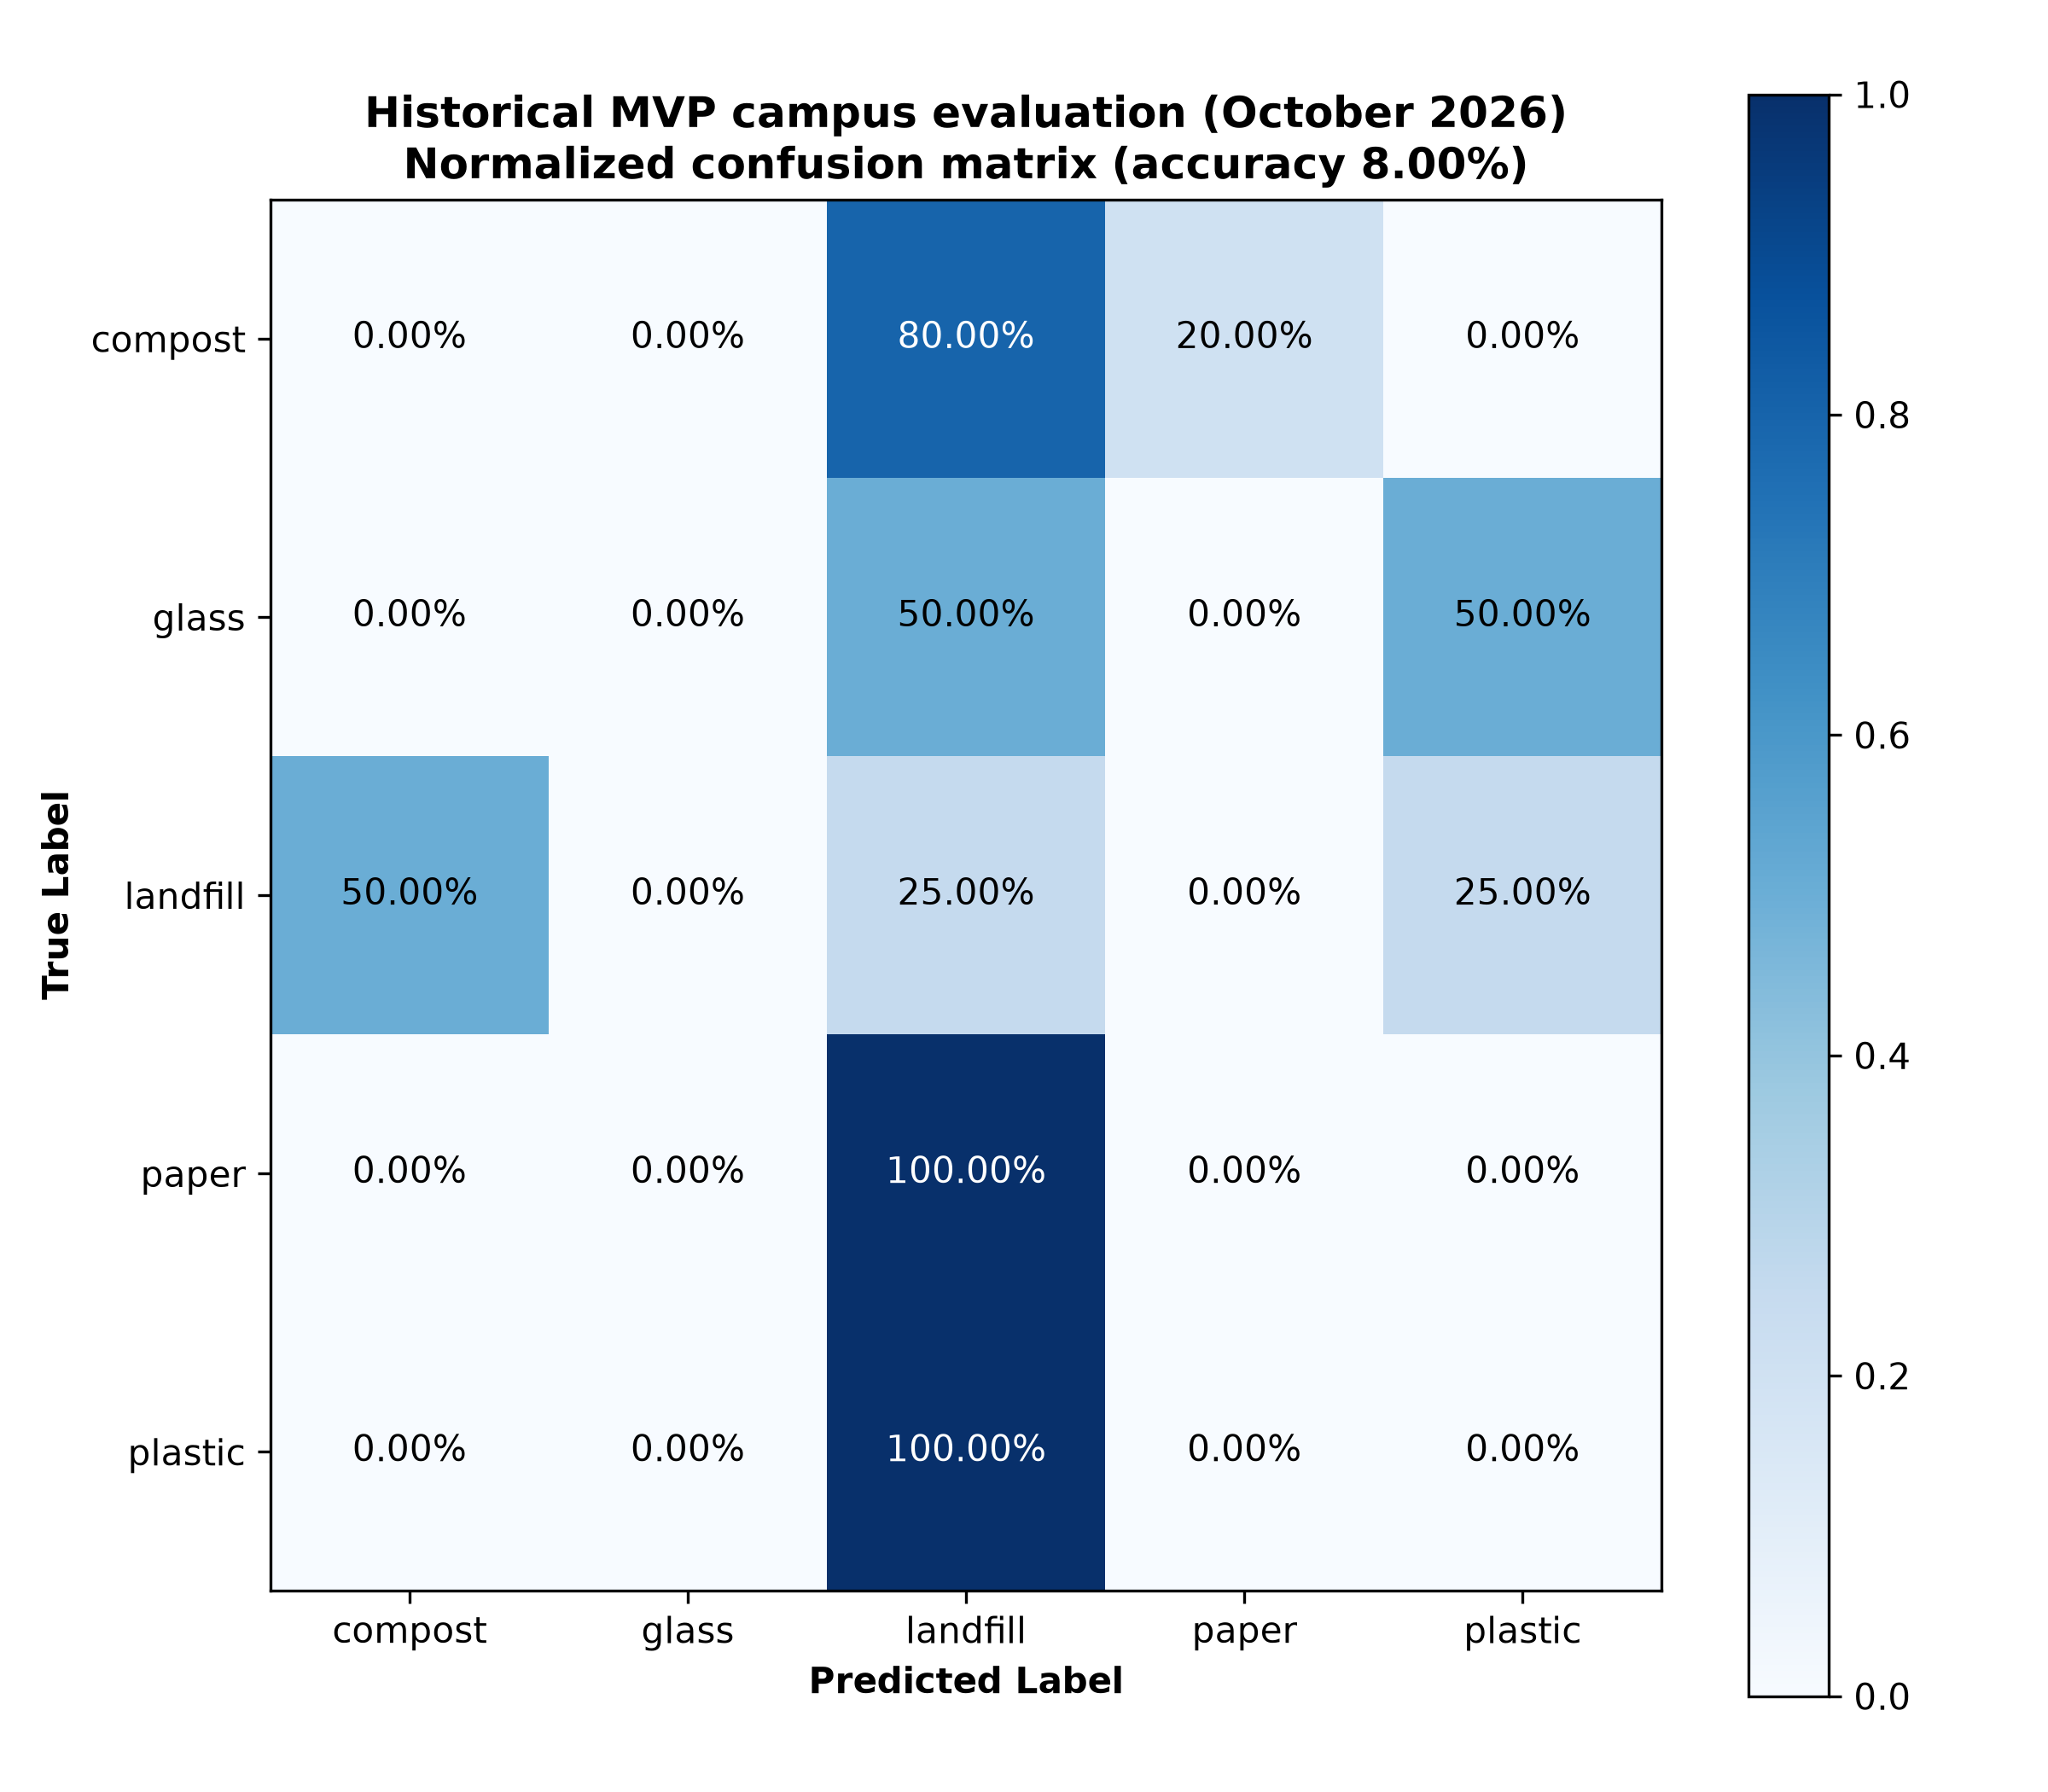 Historical MVP campus evaluation (October 2026)
Normalized confusion matrix (accuracy 8.00%)
1.0
0.8
0.6
0.4
0.2
0.0
True Label
compost 0.00% 0.00% 80.00% 20.00% 0.00%
glass 0.00% 0.00% 50.00% 0.00% 50.00%
landfill 50.00% 0.00% 25.00% 0.00% 25.00%
paper 0.00% 0.00% 100.00% 0.00% 0.00%
plastic 0.00% 0.00% 100.00% 0.00% 0.00%
compost glass landfill paper plastic
Predicted Label